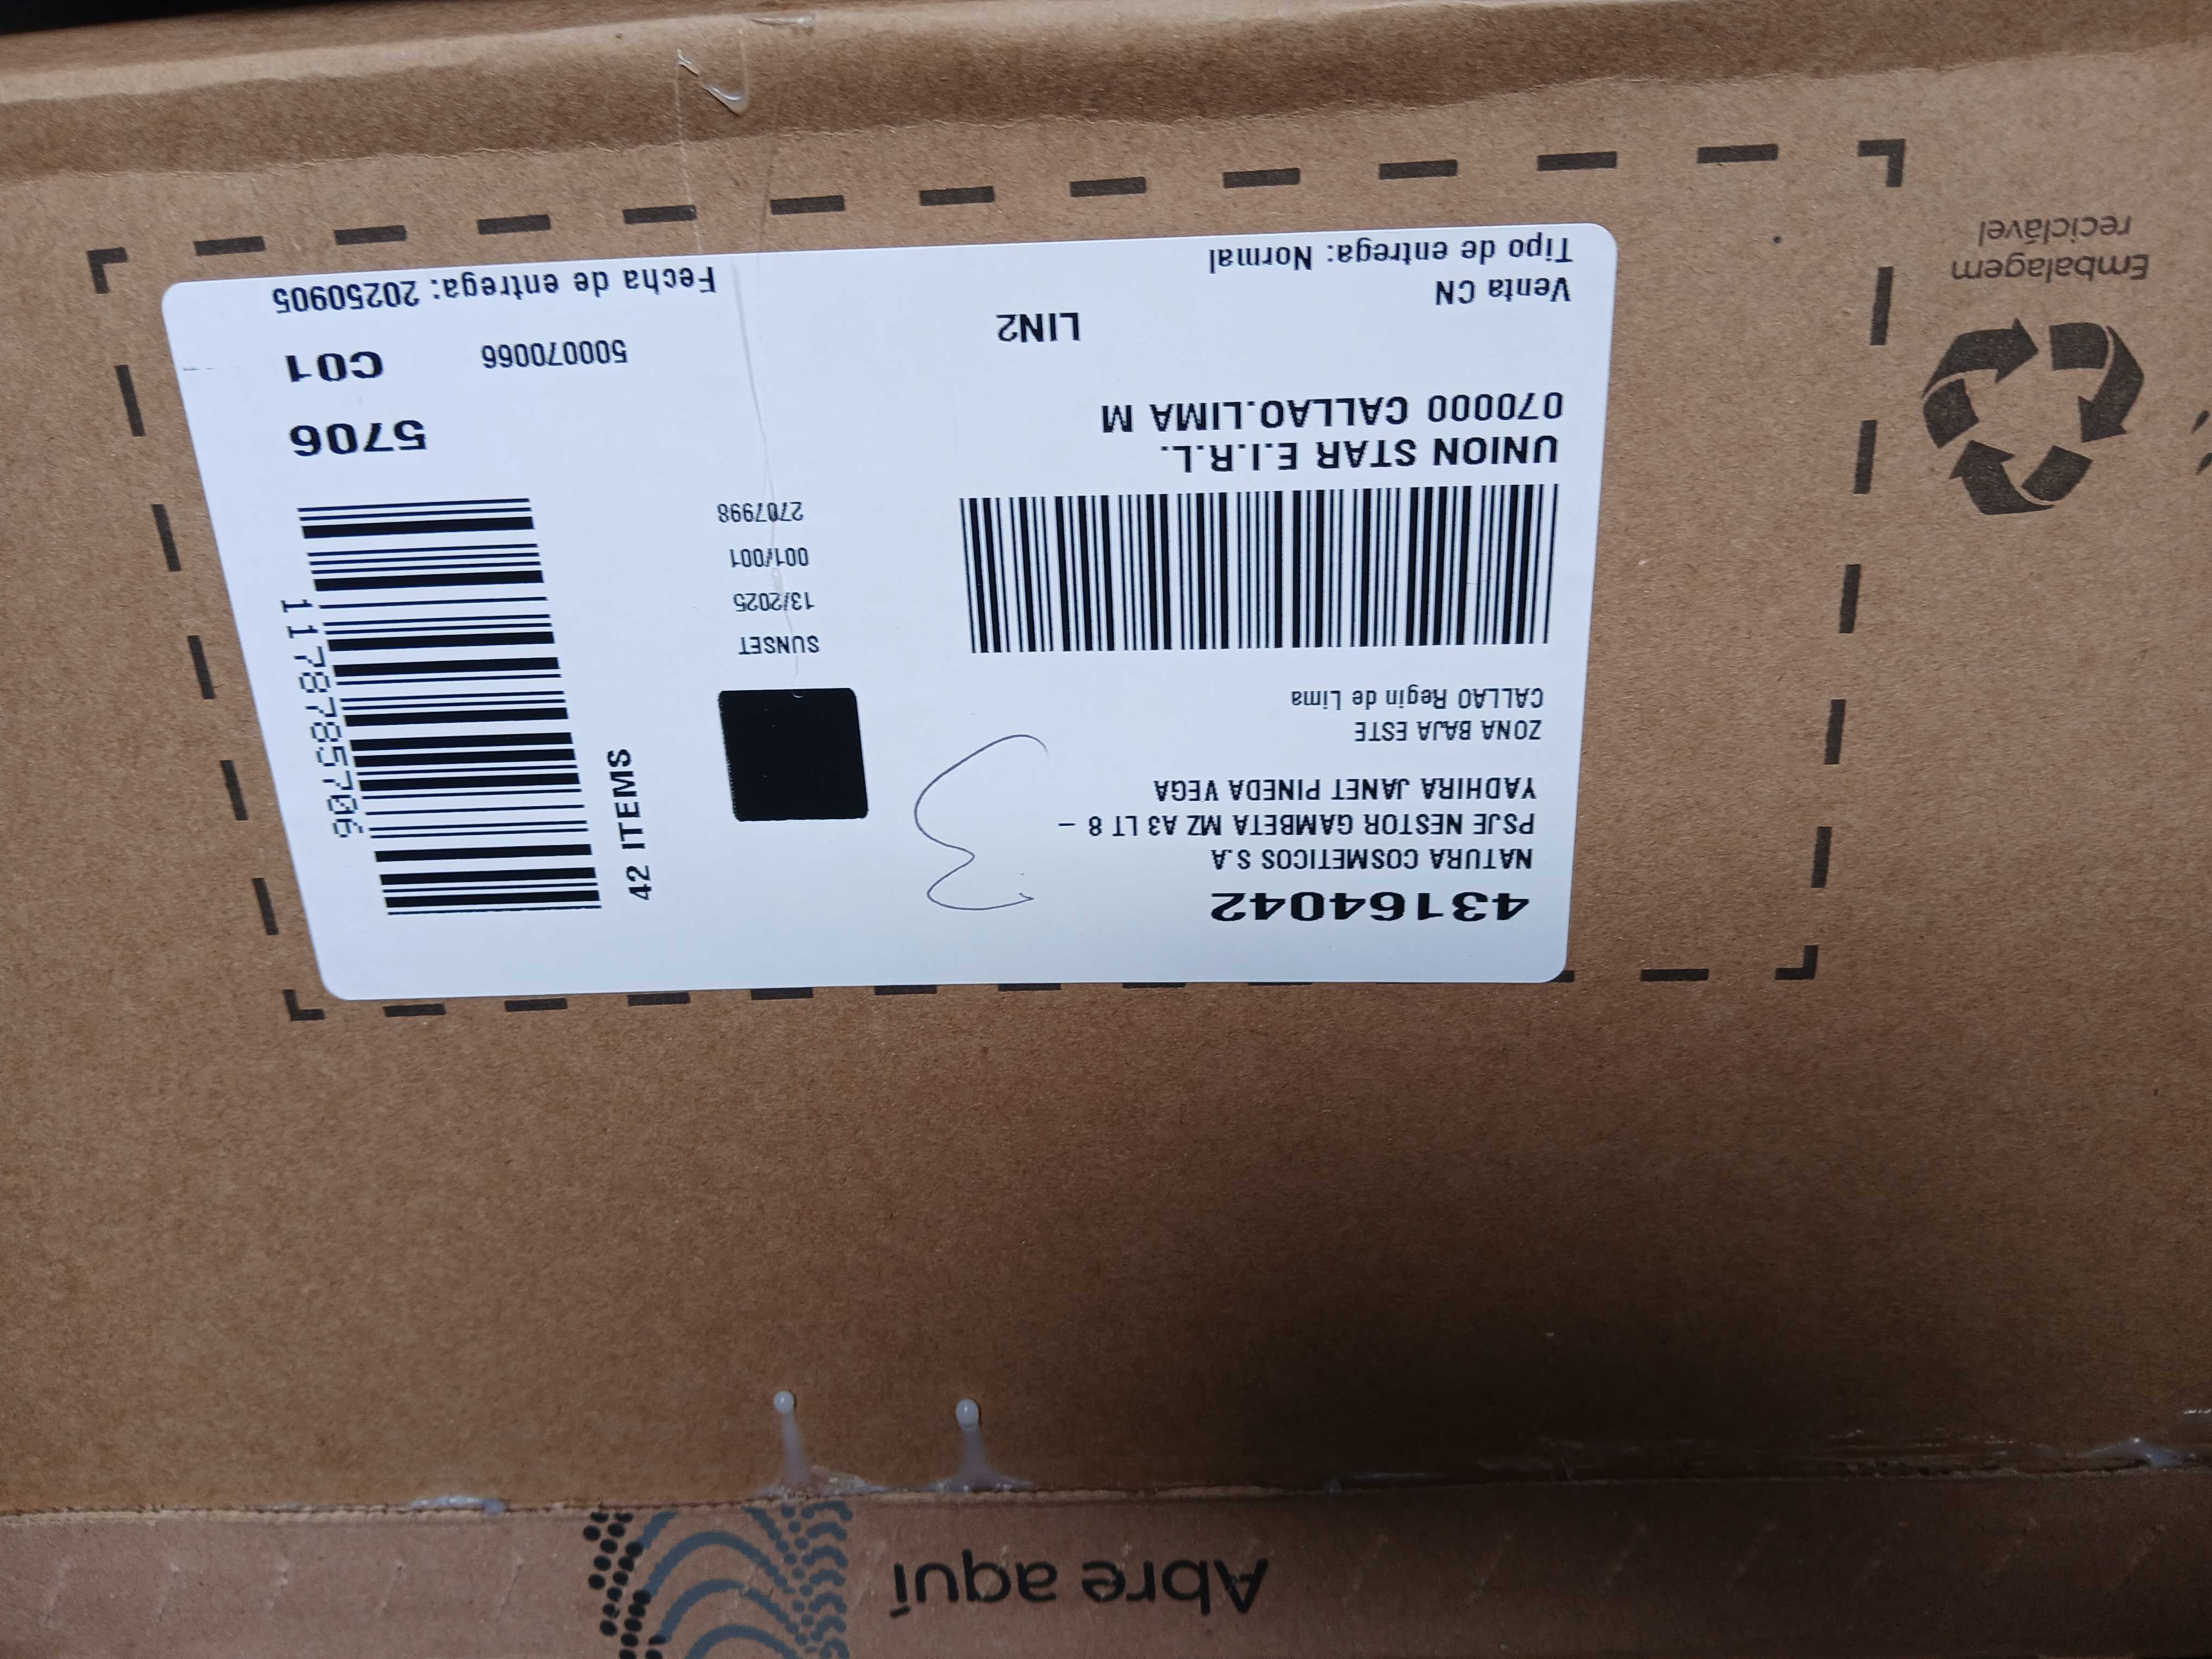 43164042
NATURA COSMETICOS S.A
PSJE NESTOR GAMBETA MZ A3 LT 8 –
YADHIRA JANET PINEDA VEGA
ZONA BAJA ESTE
CALLAO Regin de Lima
UNION STAR E.I.R.L.
070000 CALLAO.LIMA M
LIN2
Venta CN
Tipo de entrega: Normal
3
SUNSET
13/2025
001/001
2707998
42 ITEMS
1178785706
5706
500070066 C01
Fecha de entrega: 20250905
Embalagem
reciclável
Abre aquí